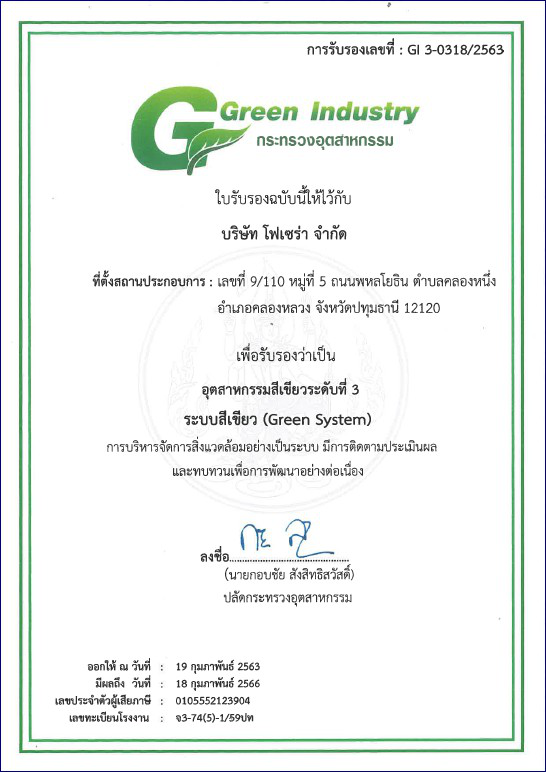 การรับรองเลขที่ : GI 3-0318/2563
Green Industry
กระทรวงอุตสาหกรรม
ใบรับรองฉบับนี้ให้ไว้กับ
บริษัท โฟเซร่า จำกัด
ที่ตั้งสถานประกอบการ : เลขที่ 9/110 หมู่ที่ 5 ถนนพหลโยธิน ตำบลคลองหนึ่ง
อำเภอคลองหลวง จังหวัดปทุมธานี 12120
เพื่อรับรองว่าเป็น
อุตสาหกรรมสีเขียวระดับที่ 3
ระบบสีเขียว (Green System)
การบริหารจัดการสิ่งแวดล้อมอย่างเป็นระบบ มีการติดตามประเมินผล
และทบทวนเพื่อการพัฒนาอย่างต่อเนื่อง
ลงชื่อ
(นายกอบชัย สังสิทธิสวัสดิ์)
ปลัดกระทรวงอุตสาหกรรม
ออกให้ ณ วันที่ : 19 กุมภาพันธ์ 2563
มีผลถึง วันที่ : 18 กุมภาพันธ์ 2566
เลขประจำตัวผู้เสียภาษี : 0105552123904
เลขทะเบียนโรงงาน : จ3-74(5)-1/59ปท